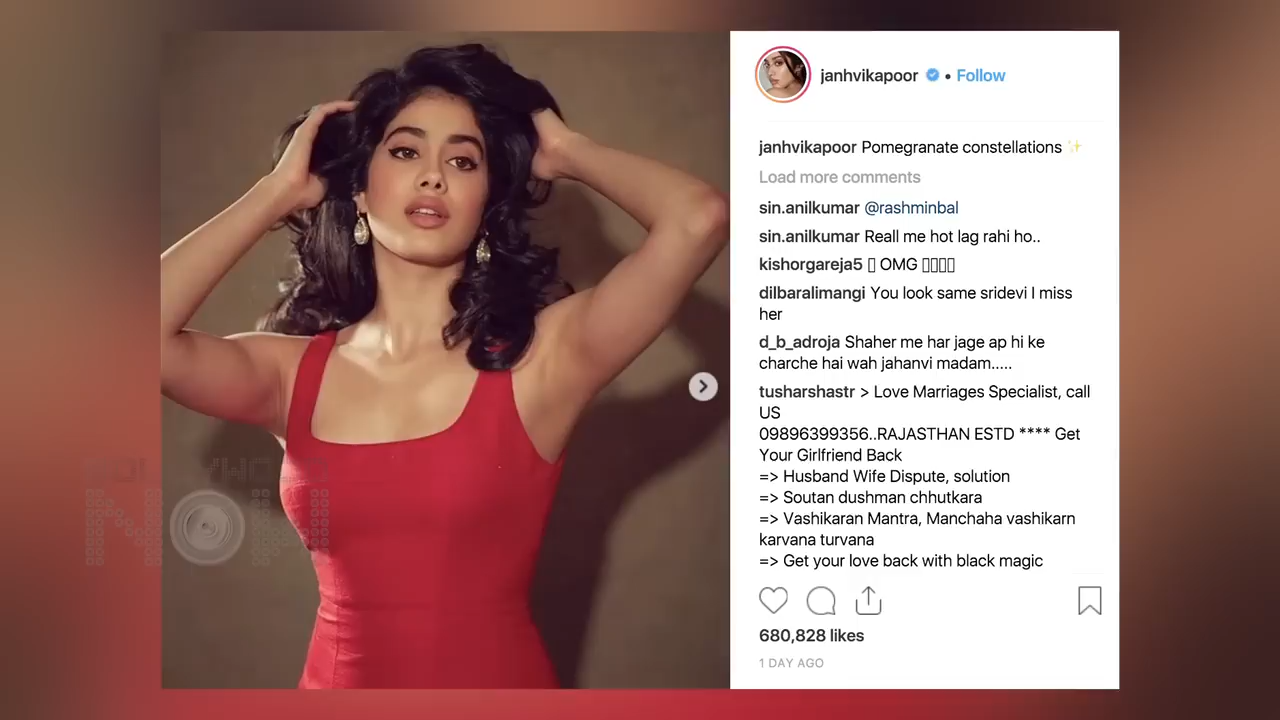 janhvikapoor • Follow
janhvikapoor Pomegranate constellations ✨
Load more comments
sin.anilkumar @rashminbal
sin.anilkumar Reall me hot lag rahi ho..
kishorgareja5 OMG
dilbaralimangi You look same sridevi I miss
her
d_b_adroja Shaher me har jage ap hi ke
charche hai wah jahanvi madam.....
tusharshastr > Love Marriages Specialist, call
US
09896399356..RAJASTHAN ESTD **** Get
Your Girlfriend Back
=> Husband Wife Dispute, solution
=> Soutan dushman chhutkara
=> Vashikaran Mantra, Manchaha vashikarn
karvana turvana
=> Get your love back with black magic
680,828 likes
1 DAY AGO